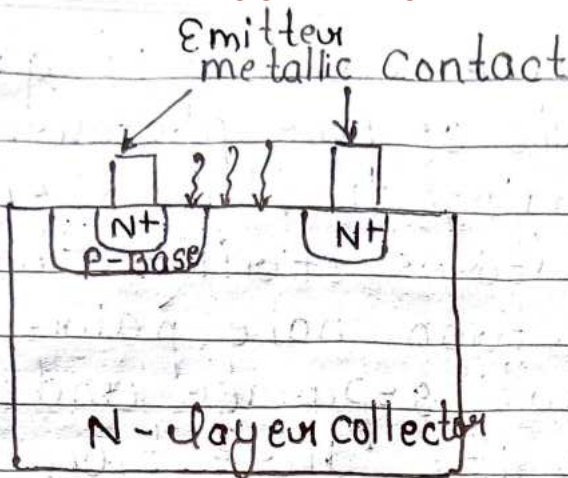 Emitter
metallic Contact
N+
N+
P-Base
N-layer collector